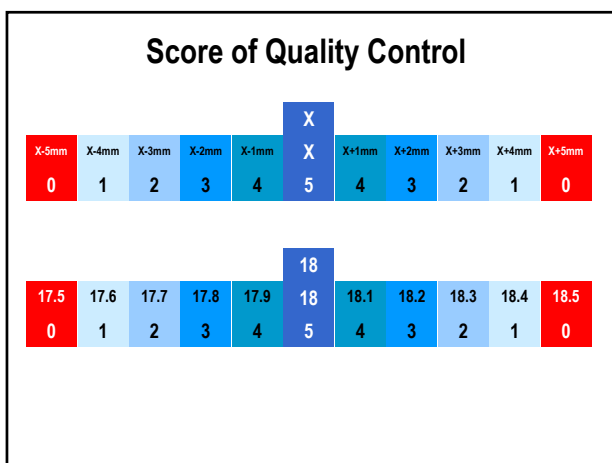 Score of Quality Control
X
X-5mm X-4mm X-3mm X-2mm X-1mm X X+1mm X+2mm X+3mm X+4mm X+5mm
0 1 2 3 4 5 4 3 2 1 0
18
17.5 17.6 17.7 17.8 17.9 18 18.1 18.2 18.3 18.4 18.5
0 1 2 3 4 5 4 3 2 1 0